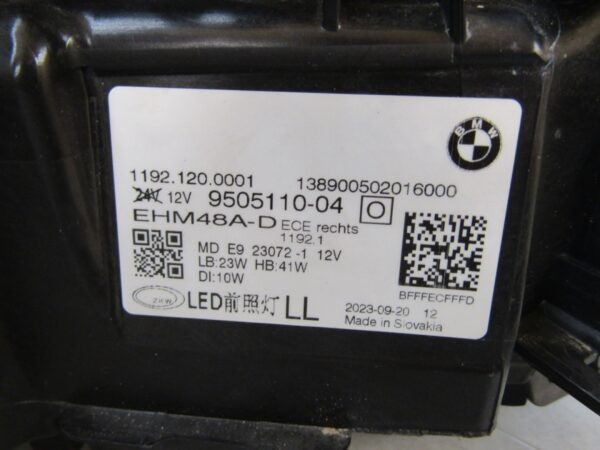 BMW
1192.120.0001 138900502016000
24V 12V 9505110-04 O
EHM48A-D ECE rechts
1192.1
MD E9 23072-1 12V
LB:23W HB:41W
DI:10W
BFFFECFFFD
LED前照灯 LL
2023-09-20 12
Made in Slovakia